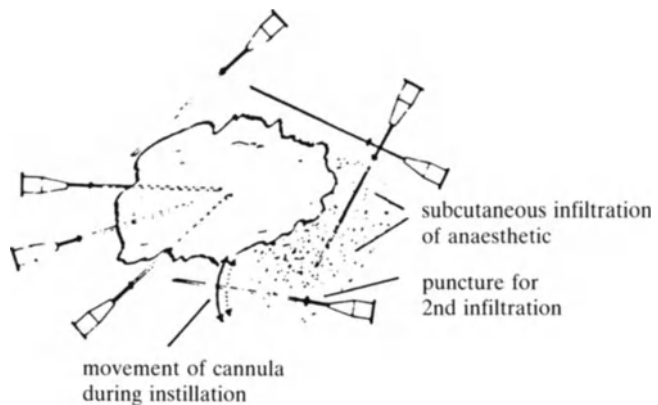 subcutaneous infiltration
of anaesthetic
puncture for
2nd infiltration
movement of cannula
during instillation